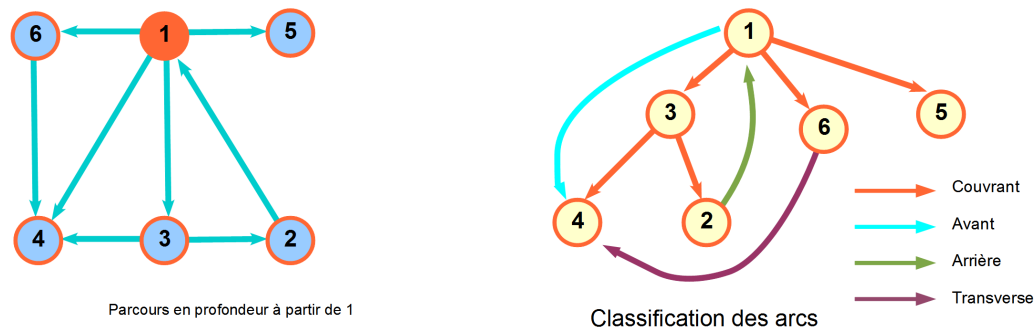 6 1 5
4 3 2
Parcours en profondeur à partir de 1
1
3
6
5
4
2
Couvrant
Avant
Arrière
Transverse
Classification des arcs